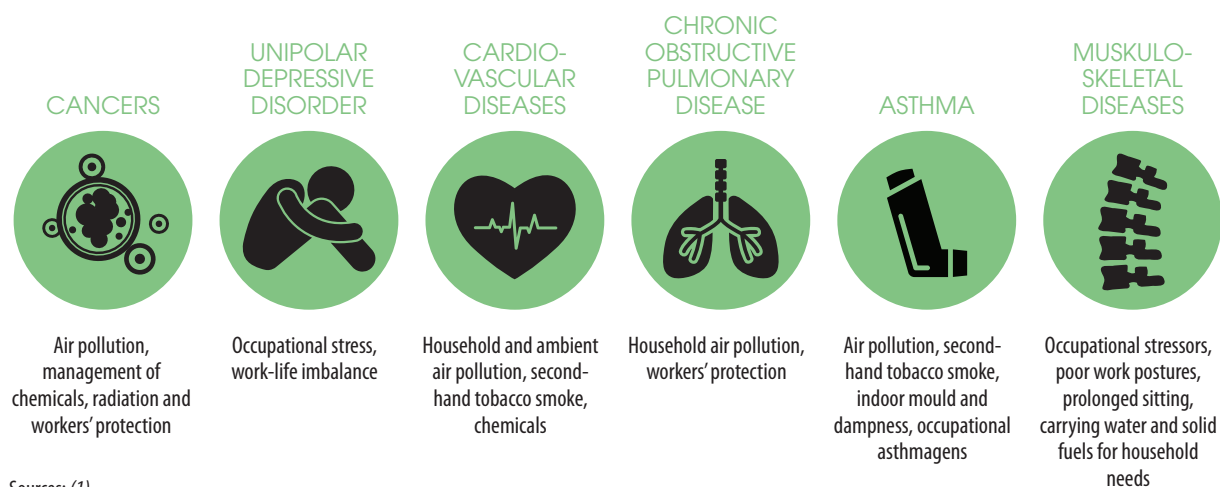 CANCERS
Air pollution,
management of
chemicals, radiation and
workers' protection
UNIPOLAR
DEPRESSIVE
DISORDER
Occupational stress,
work-life imbalance
CARDIO-
VASCULAR
DISEASES
Household and ambient
air pollution, second-
hand tobacco smoke,
chemicals
CHRONIC
OBSTRUCTIVE
PULMONARY
DISEASE
Household air pollution,
workers' protection
ASTHMA
Air pollution, second-
hand tobacco smoke,
indoor mould and
dampness, occupational
asthmagens
MUSKULO-
SKELETAL
DISEASES
Occupational stressors,
poor work postures,
prolonged sitting,
carrying water and solid
fuels for household
needs
Sources: (1)